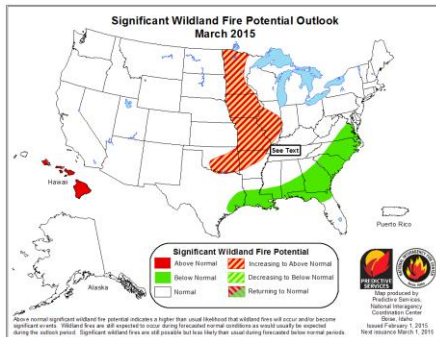 Significant Wildland Fire Potential Outlook
March 2015
See Text
Hawaii
Alaska
Puerto Rico
Significant Wildland Fire Potential
Above Normal
Increasing to Above Normal
Below Normal
Decreasing to Below Normal
Normal
Returning to Normal
PREDICTIVE
SERVICES
Map produced by
Predictive Services,
National Interagency
Coordination Center
Boise, Idaho
Issued February 1, 2015
Next issuance March 1, 2015
Above normal significant wildland fire potential indicates a higher than usual likelihood that wildland fires will occur and/or become
significant events. Wildland fires are still expected to occur during forecasted normal conditions as would usually be expected
during the outlook period. Significant wildland fires are still possible but less likely than usual during forecasted below normal periods.